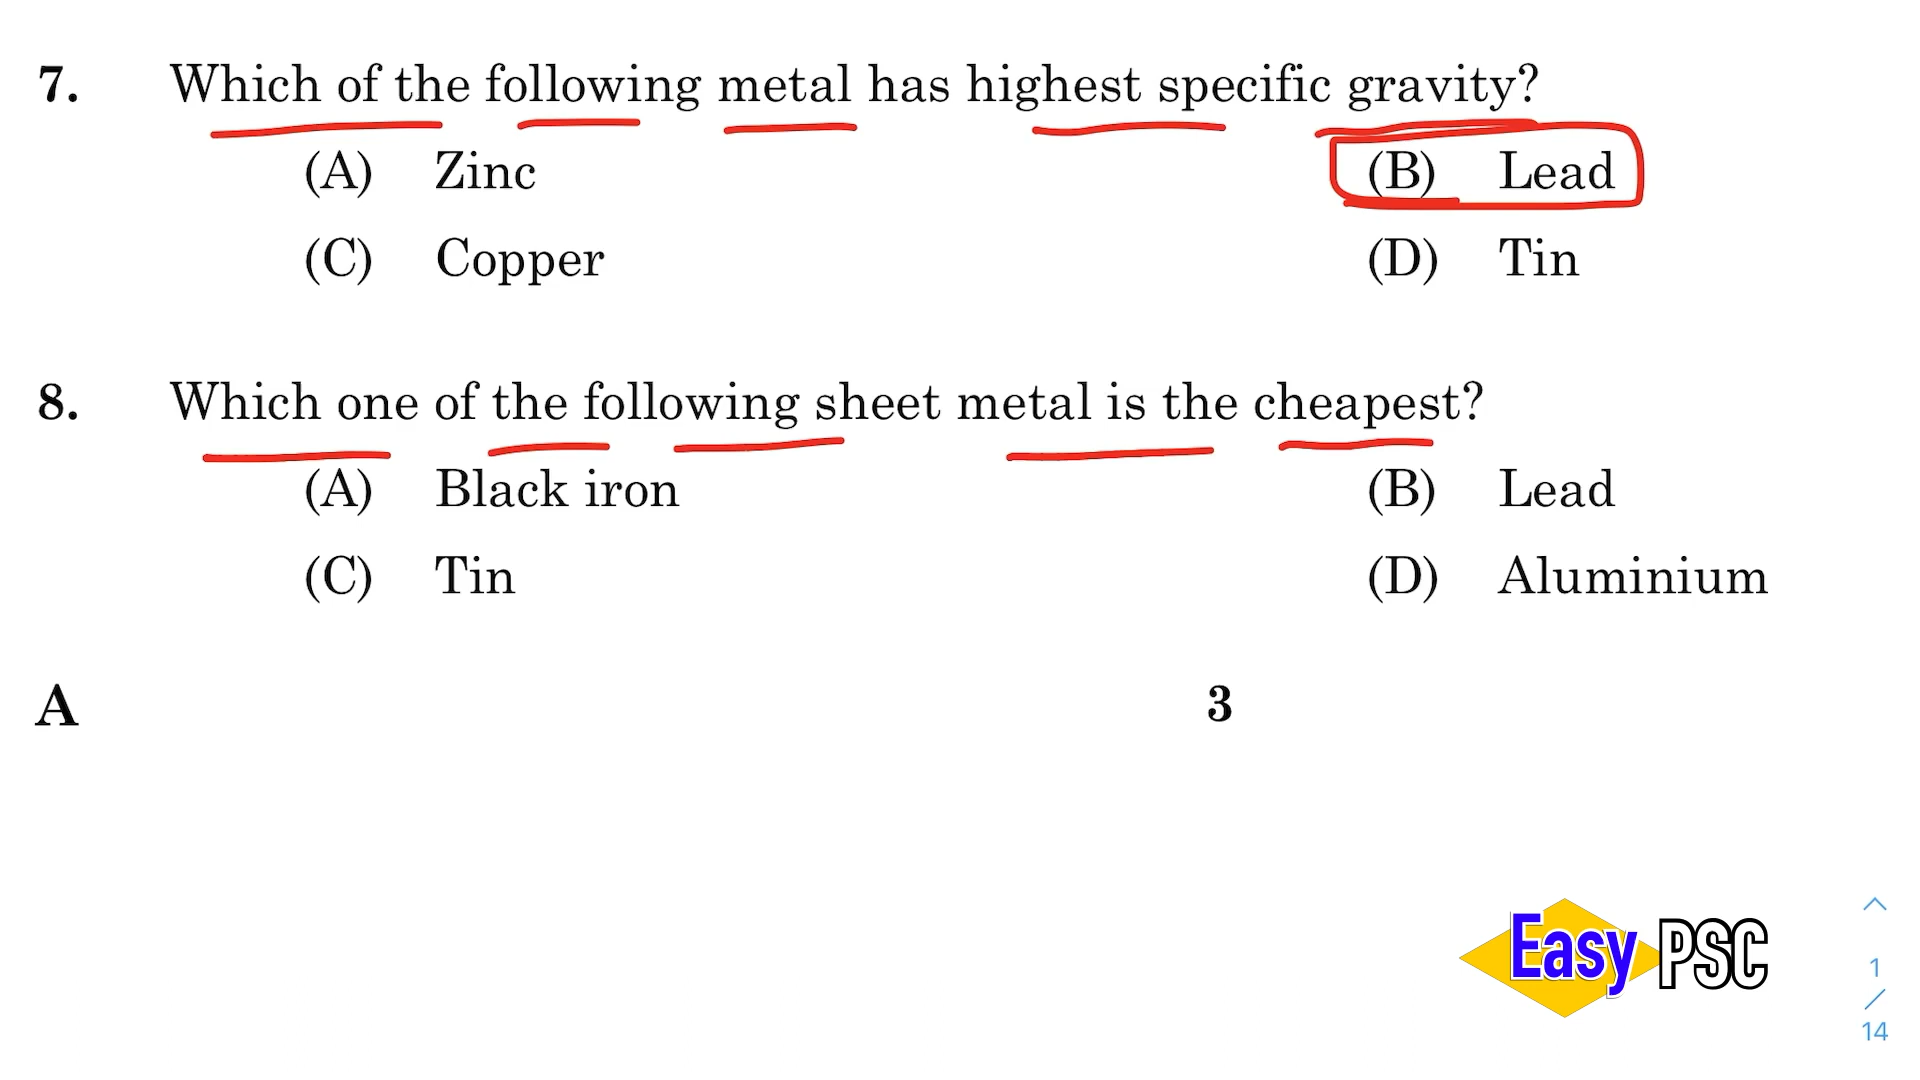 7. Which of the following metal has highest specific gravity?
(A) Zinc (B) Lead
(C) Copper (D) Tin
8. Which one of the following sheet metal is the cheapest?
(A) Black iron (B) Lead
(C) Tin (D) Aluminium
A 3
Easy PSC
1
/
14